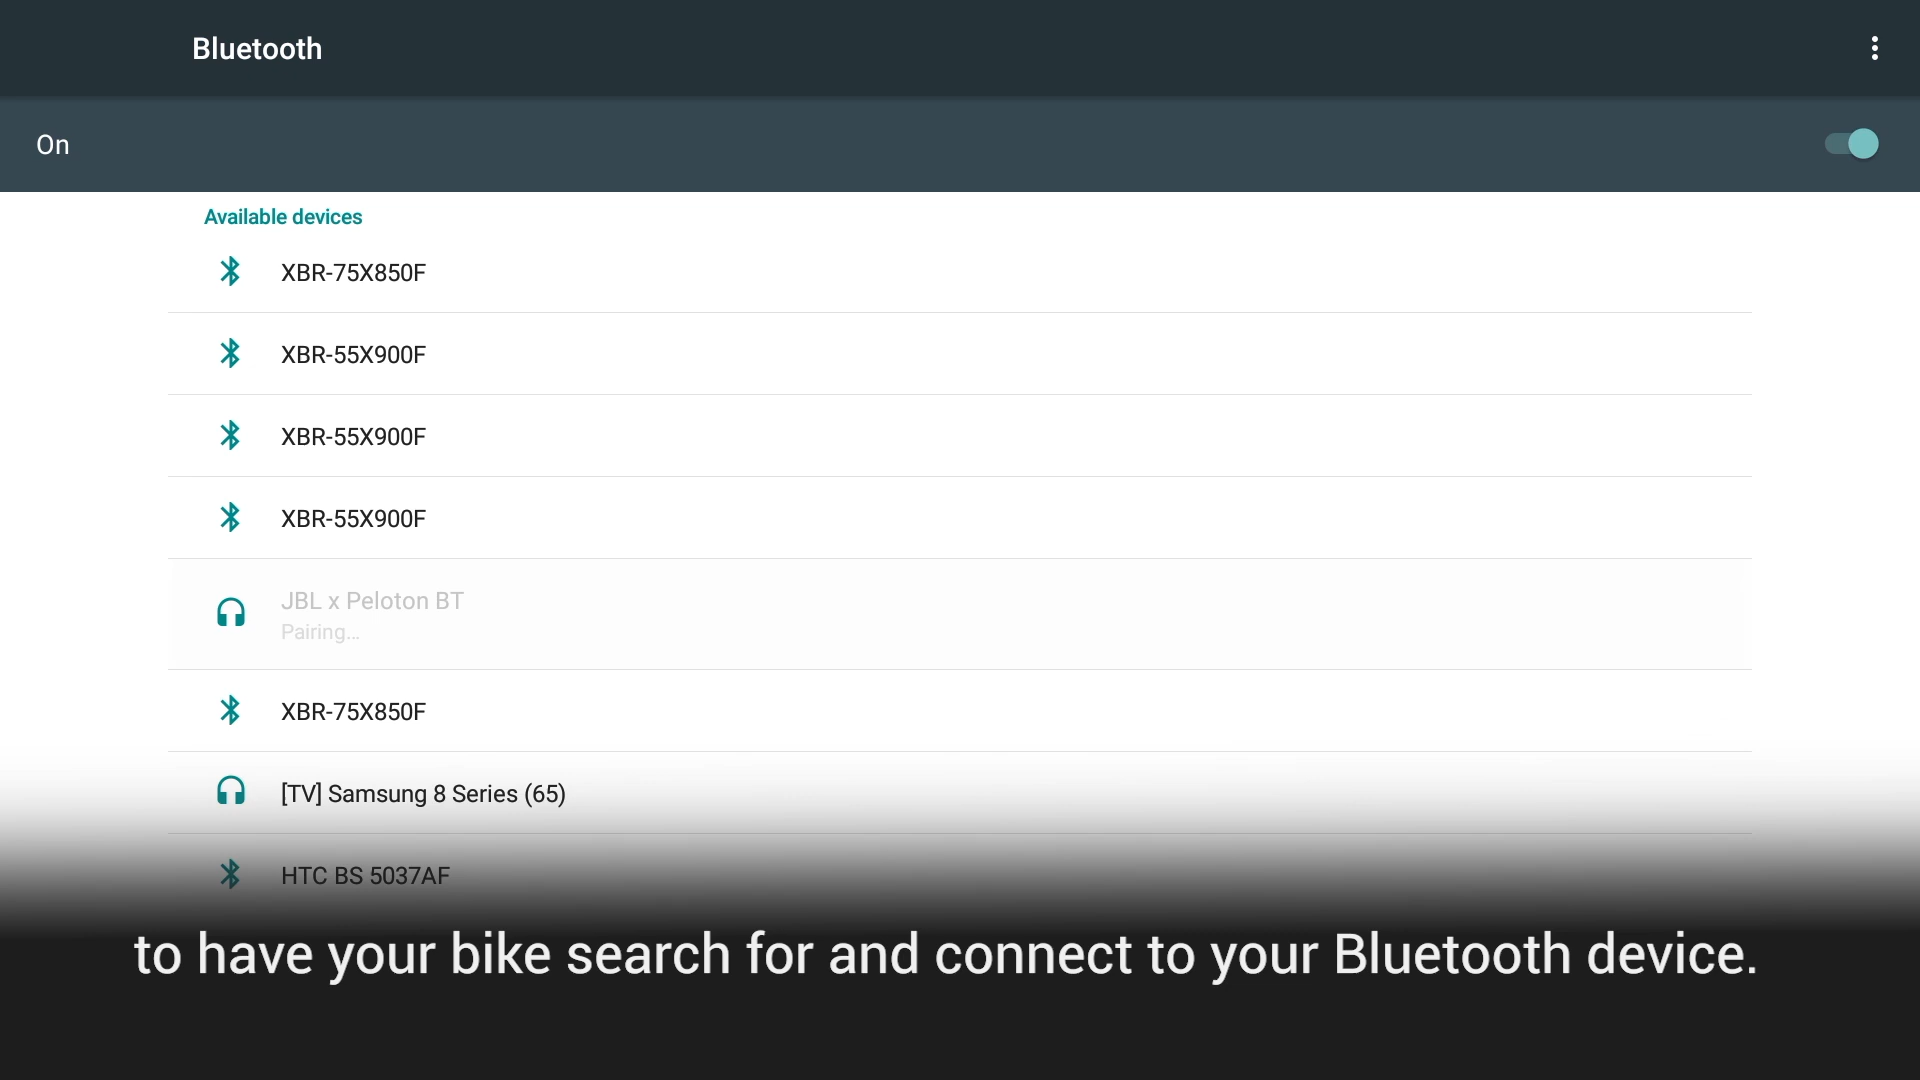 Bluetooth
On
Available devices
XBR-75X850F
XBR-55X900F
XBR-55X900F
XBR-55X900F
JBL x Peloton BT
Pairing...
XBR-75X850F
[TV] Samsung 8 Series (65)
HTC BS 5037AF
to have your bike search for and connect to your Bluetooth device.